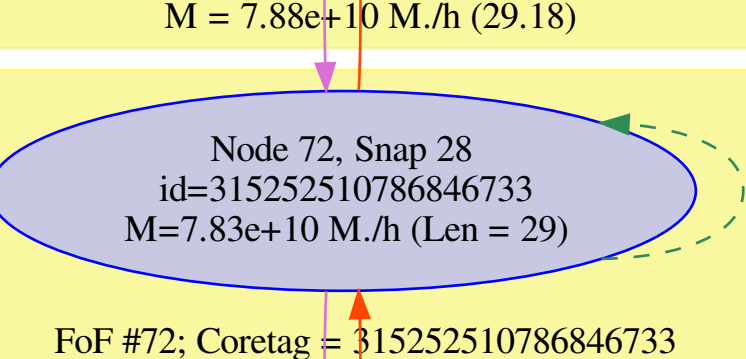 M = 7.88e+10 M./h (29.18)
Node 72, Snap 28
id=315252510786846733
M=7.83e+10 M./h (Len = 29)
FoF #72; Coretag = 315252510786846733